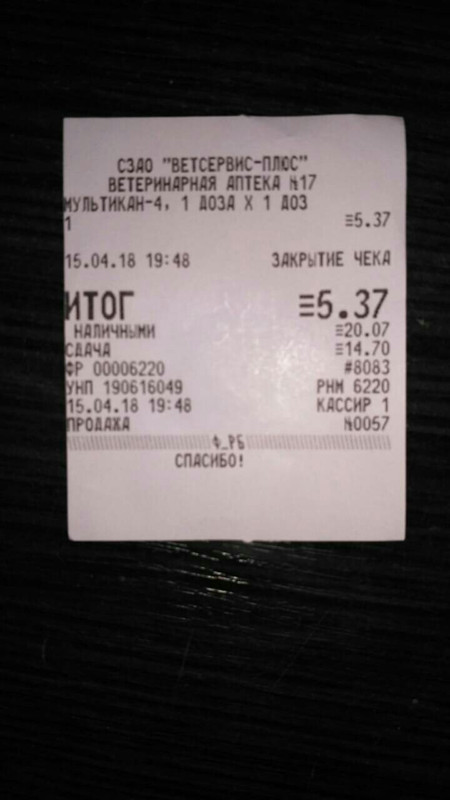 СЗАО "ВЕТСЕРВИС-ПЛЮС"
ВЕТЕРИНАРНАЯ АПТЕКА №17
МУЛЬТИКАН-4, 1 ДОЗА Х 1 ДОЗ
1 ≡5.37
15.04.18 19:48 ЗАКРЫТИЕ ЧЕКА
ИТОГ ≡5.37
НАЛИЧНЫМИ ≡20.07
СДАЧА ≡14.70
ФР 00006220 #8083
УНП 190616049 РНМ 6220
15.04.18 19:48 КАССИР 1
ПРОДАЖА №0057
Ф_РБ
СПАСИБО!